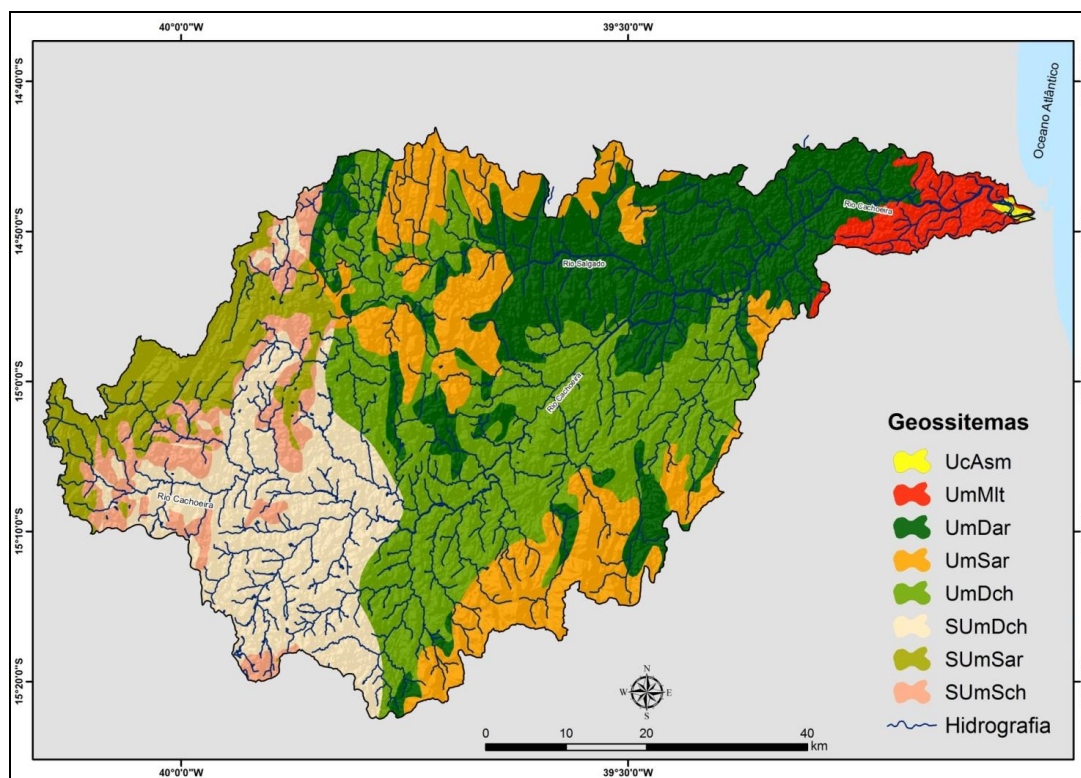 40°0'0"W
39°30'0"W
14°40'0"S
14°50'0"S
15°0'0"S
15°10'0"S
15°20'0"S
Oceano Atlântico
Rio Cachoeira
Rio Salgado
Rio Cachoeira
Rio Cachoeira
Geossitemas
UcAsm
UmMlt
UmDar
UmSar
UmDch
SUmDch
SUmSar
SUmSch
Hidrografia
N
W E
S
0 10 20 40
km
40°0'0"W
39°30'0"W